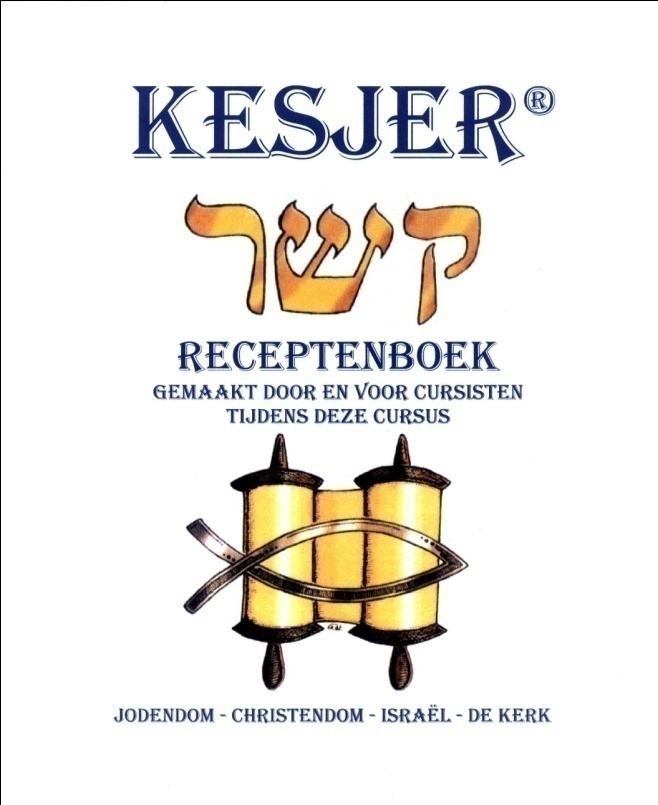 KESJER®
קשר
RECEPTENBOEK
GEMAAKT DOOR EN VOOR CURSISTEN
TIJDENS DEZE CURSUS
JODENDOM - CHRISTENDOM - ISRAËL - DE KERK